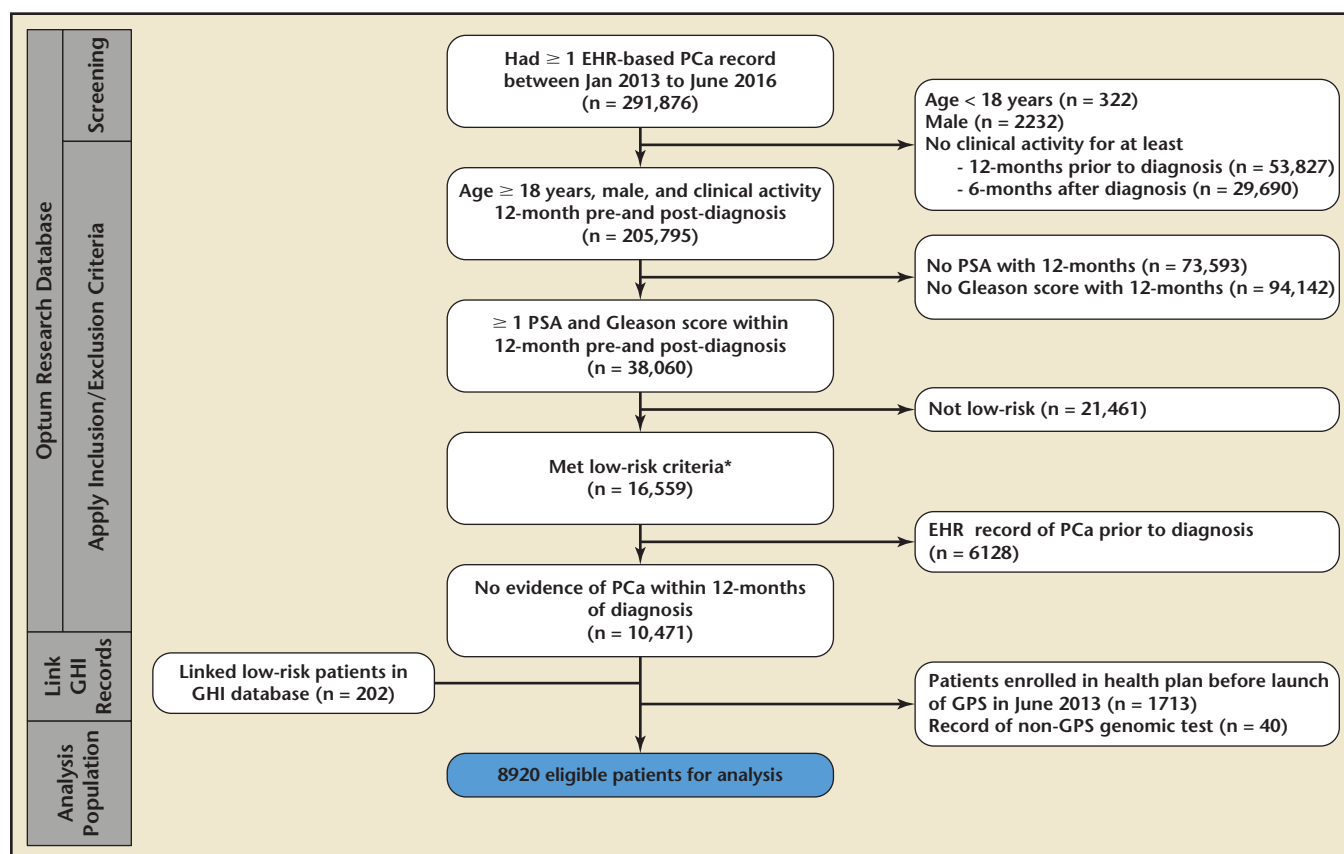 Optum Research Database
Screening
Apply Inclusion/Exclusion Criteria
Link
GHI
Records
Analysis
Population
Had ≥ 1 EHR-based PCa record
between Jan 2013 to June 2016
(n = 291,876)
Age < 18 years (n = 322)
Male (n = 2232)
No clinical activity for at least
- 12-months prior to diagnosis (n = 53,827)
- 6-months after diagnosis (n = 29,690)
Age ≥ 18 years, male, and clinical activity
12-month pre-and post-diagnosis
(n = 205,795)
No PSA with 12-months (n = 73,593)
No Gleason score with 12-months (n = 94,142)
≥ 1 PSA and Gleason score within
12-month pre-and post-diagnosis
(n = 38,060)
Not low-risk (n = 21,461)
Met low-risk criteria*
(n = 16,559)
EHR record of PCa prior to diagnosis
(n = 6128)
No evidence of PCa within 12-months
of diagnosis
(n = 10,471)
Linked low-risk patients in
GHI database (n = 202)
Patients enrolled in health plan before launch
of GPS in June 2013 (n = 1713)
Record of non-GPS genomic test (n = 40)
8920 eligible patients for analysis